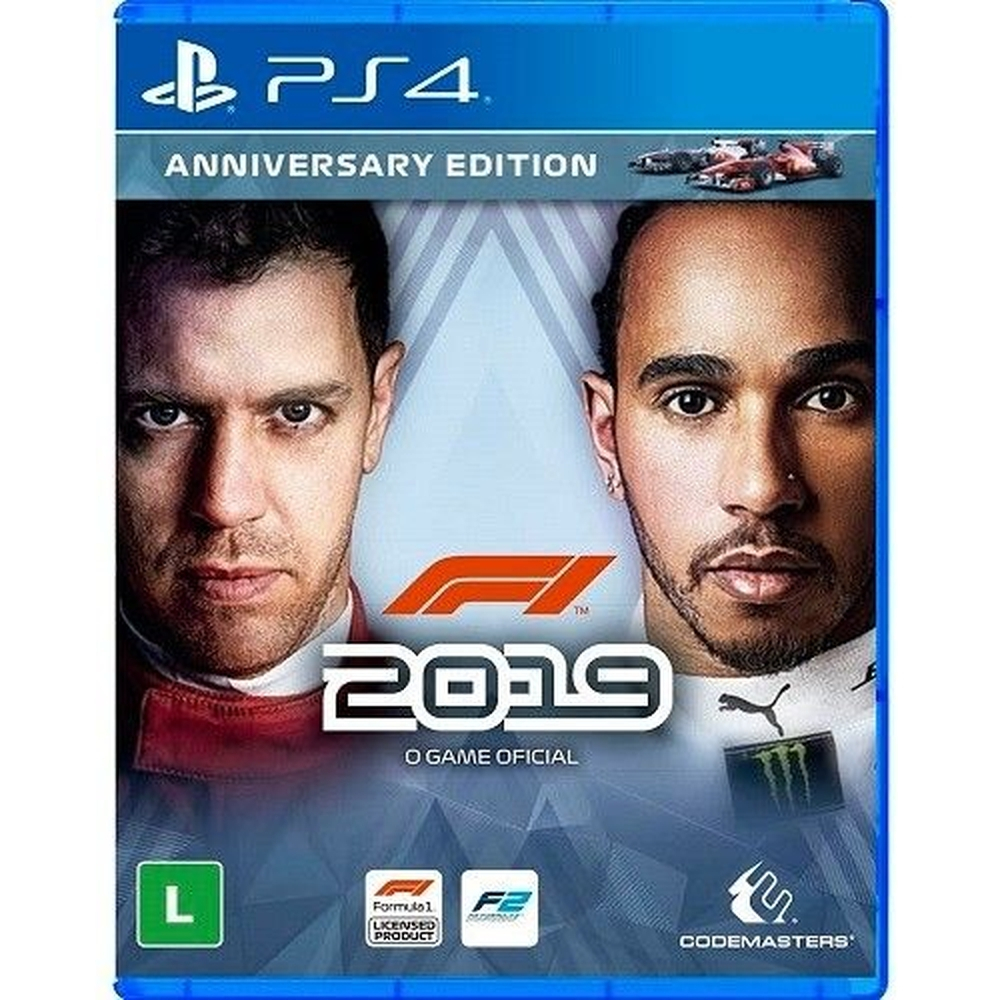 PS4
ANNIVERSARY EDITION
F1
2019
O GAME OFICIAL
L
F1
Formula 1
LICENSED
PRODUCT
F2
CODEMASTERS